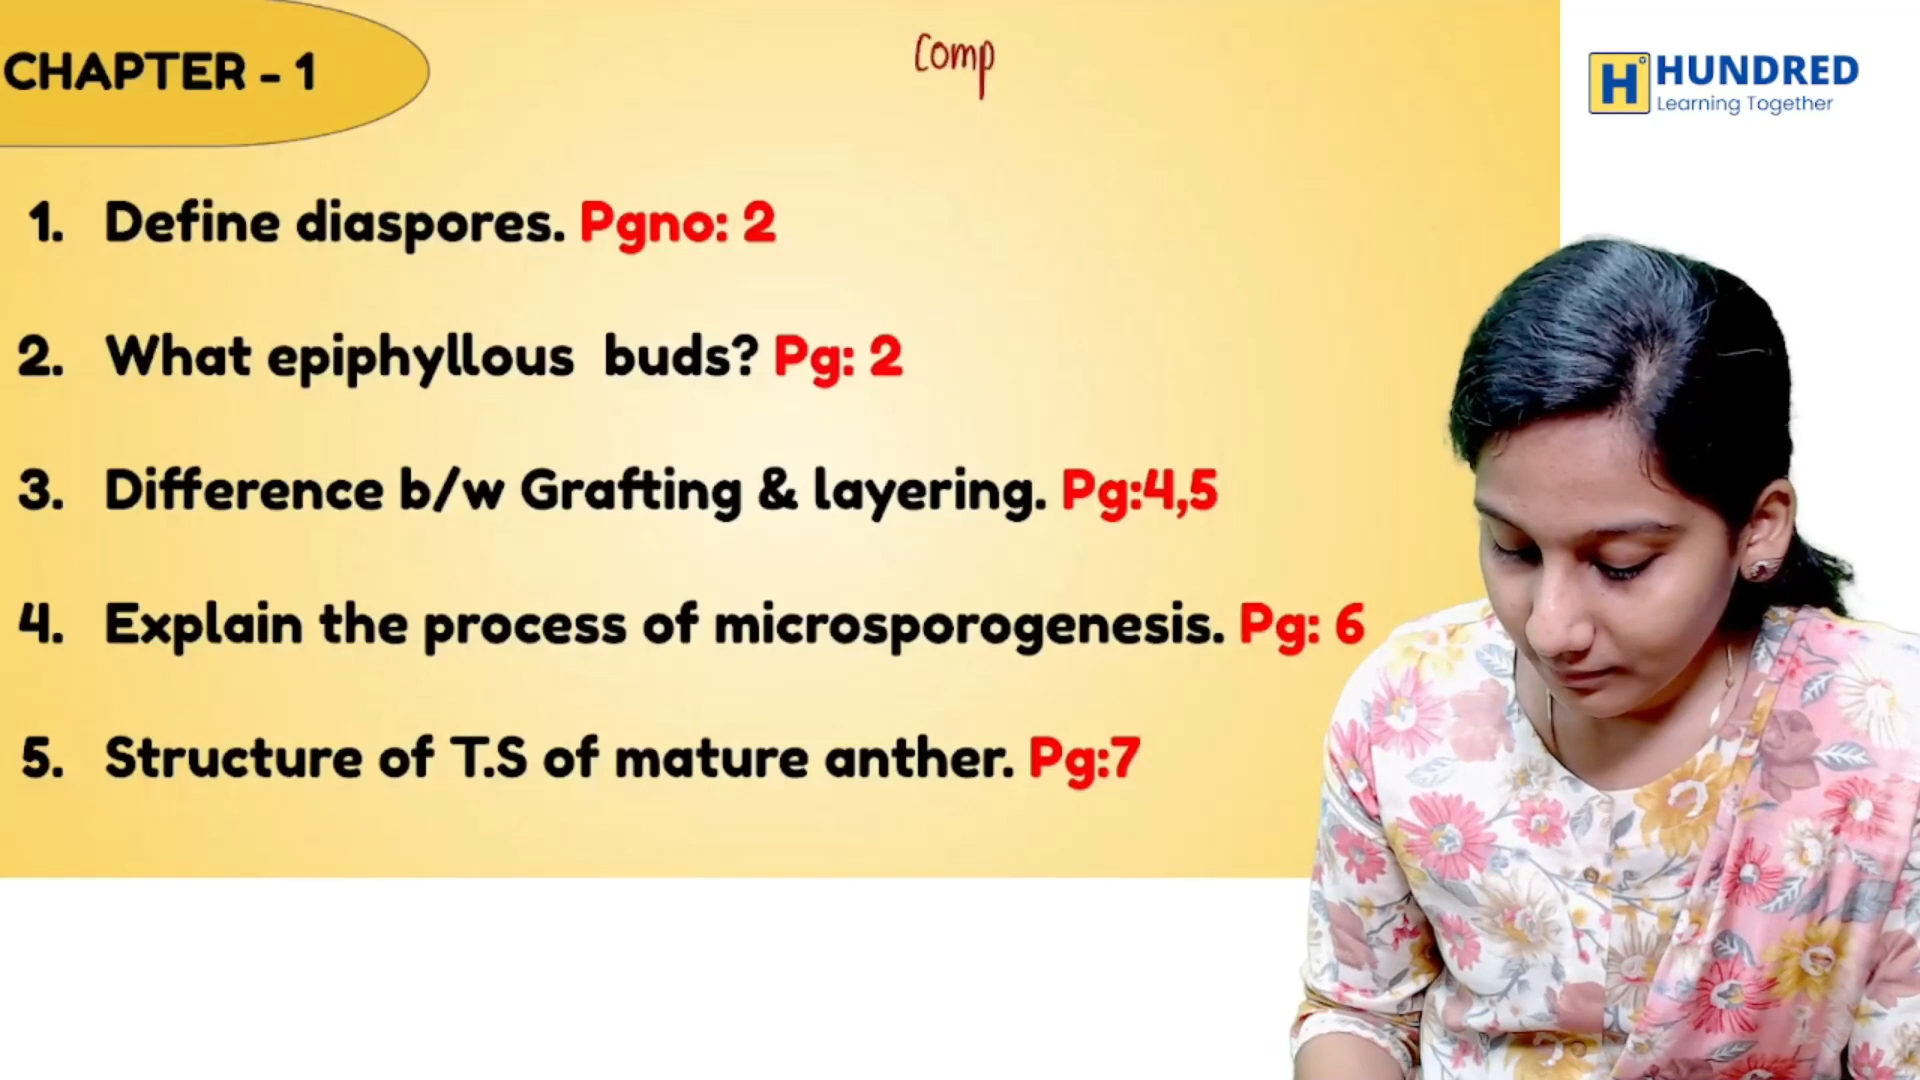 CHAPTER - 1
Comp
HUNDRED
Learning Together
1. Define diaspores. Pgno: 2
2. What epiphyllous buds? Pg: 2
3. Difference b/w Grafting & layering. Pg:4,5
4. Explain the process of microsporogenesis. Pg: 6
5. Structure of T.S of mature anther. Pg:7